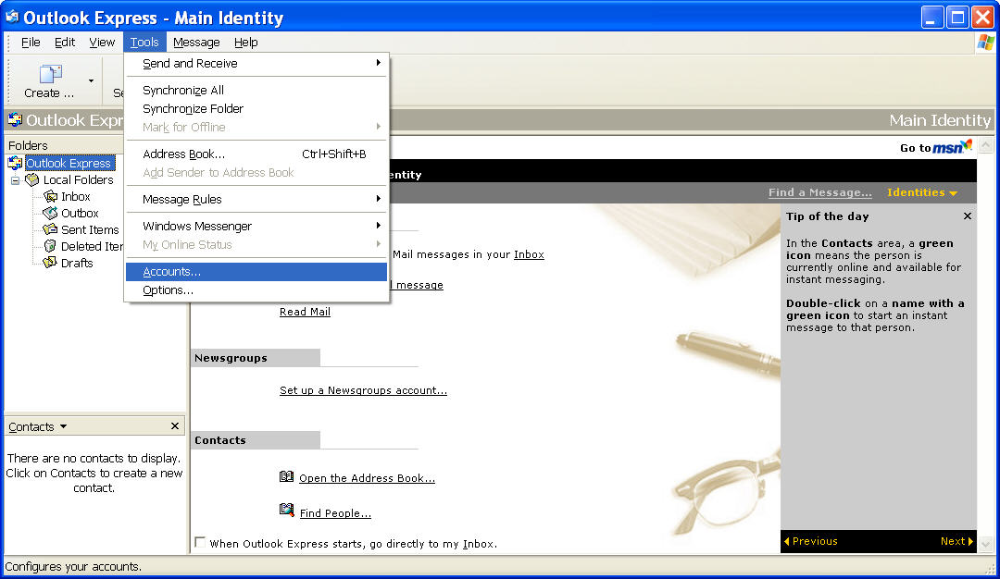 Outlook Express - Main Identity
File Edit View Tools Message Help
Create ...
Send and Receive
Synchronize All
Synchronize Folder
Mark for Offline
Address Book... Ctrl+Shift+B
Add Sender to Address Book
Message Rules
Windows Messenger
My Online Status
Accounts...
Options...
Outlook Expr
Main Identity
Folders
Outlook Express
Local Folders
Inbox
Outbox
Sent Items
Deleted Iter
Drafts
Contacts
There are no contacts to display.
Click on Contacts to create a new
contact.
Go to msn
entity
Find a Message... Identities
Mail messages in your Inbox
message
Read Mail
Newsgroups
Set up a Newsgroups account...
Contacts
Open the Address Book...
Find People...
When Outlook Express starts, go directly to my Inbox.
Tip of the day
In the Contacts area, a green
icon means the person is
currently online and available for
instant messaging.
Double-click on a name with a
green icon to start an instant
message to that person.
Previous Next
Configures your accounts.